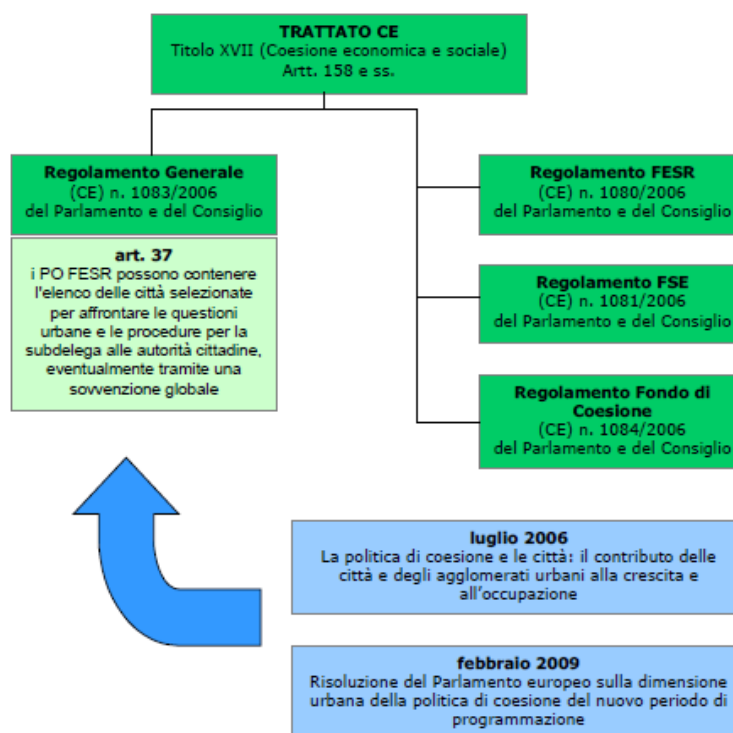 TRATTATO CE
Titolo XVII (Coesione economica e sociale)
Artt. 158 e ss.
Regolamento Generale
(CE) n. 1083/2006
del Parlamento e del Consiglio
art. 37
i PO FESR possono contenere
l'elenco delle città selezionate
per affrontare le questioni
urbane e le procedure per la
subdelega alle autorità cittadine,
eventualmente tramite una
sovvenzione globale
Regolamento FESR
(CE) n. 1080/2006
del Parlamento e del Consiglio
Regolamento FSE
(CE) n. 1081/2006
del Parlamento e del Consiglio
Regolamento Fondo di
Coesione
(CE) n. 1084/2006
del Parlamento e del Consiglio
luglio 2006
La politica di coesione e le città: il contributo delle
città e degli agglomerati urbani alla crescita e
all'occupazione
febbraio 2009
Risoluzione del Parlamento europeo sulla dimensione
urbana della politica di coesione del nuovo periodo di
programmazione